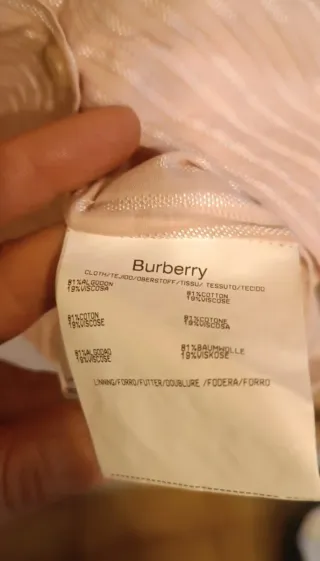 Burberry
CLOTH/TEJIDO/OBERSTOFF/TISSU/ TESSUTO/TECIDO
81%ALGODON
19%VISCOSA
81%COTTON
19%VISCOSE
81%COTON
19%VISCOSE
81%COTONE
19%VISCOSA
81%ALGODAO
19%VISCOSE
81%BAUMWOLLE
19%VISKOSE
LINNING/FORRO/FUTTER/DOUBLURE /FODERA/FORRO